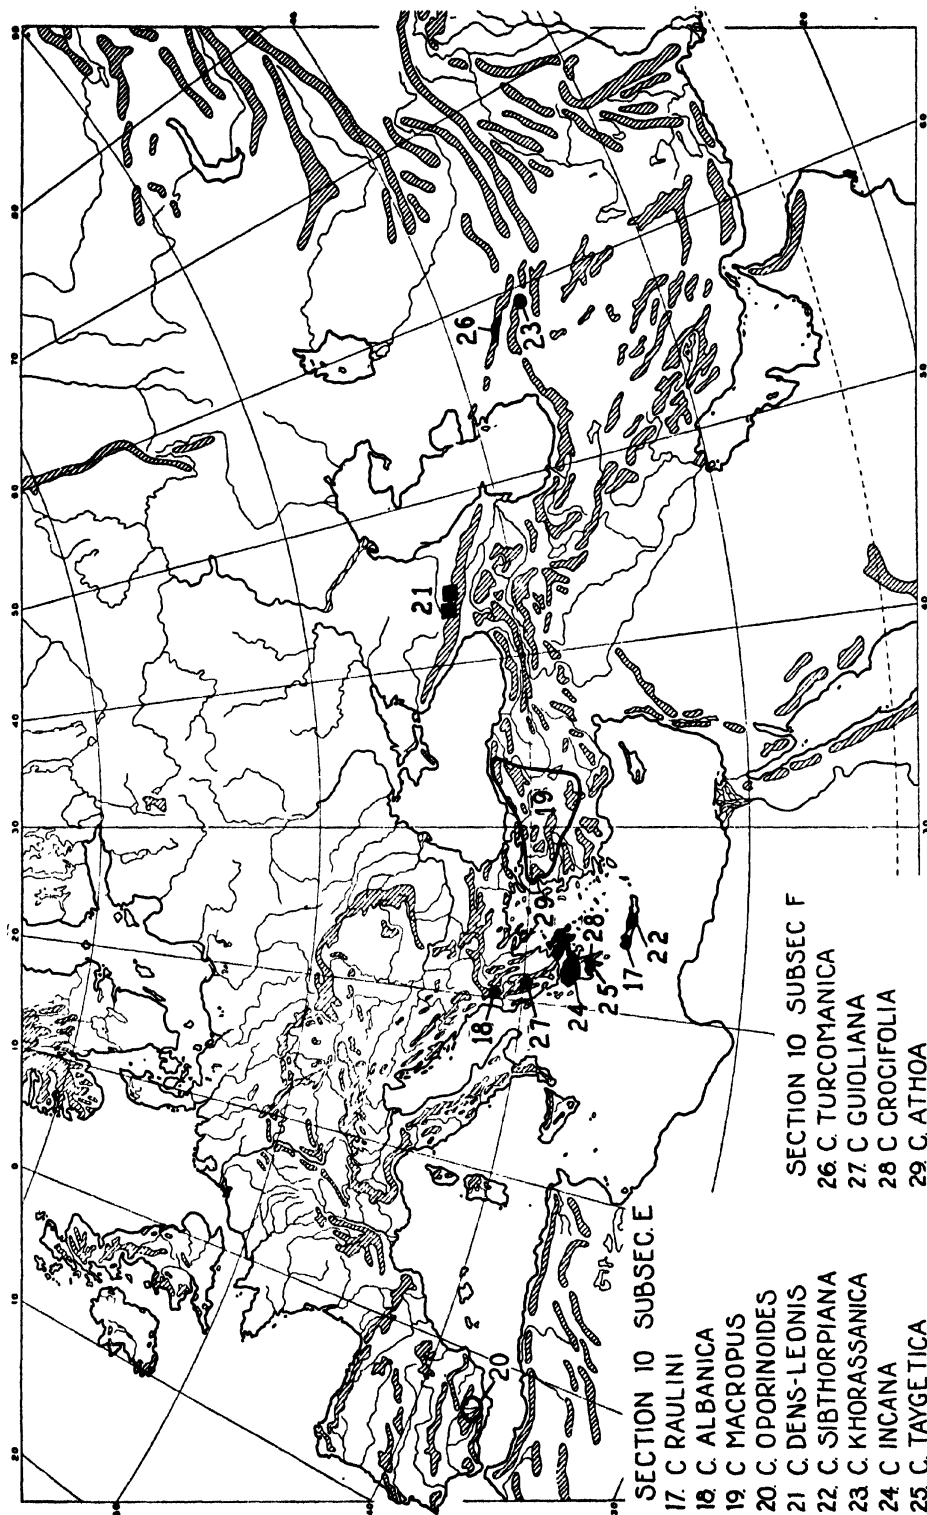 SECTION 10 SUBSEC. E
17. C RAULINI
18. C. ALBANICA
19. C MACROPUS
20. C. OPORINOIDES
21 C. DENS-LEONIS
22. C. SIBTHORPIANA
23. C. KHORASSANICA
24. C INCANA
25. C. TAYGETICA
SECTION 10 SUBSEC F
26. C. TURCOMANICA
27. C GUIOLIANA
28 C CROCIFOLIA
29. C. ATHOA
26
23
21
19
29
28
18
27
24
25
17
22
20